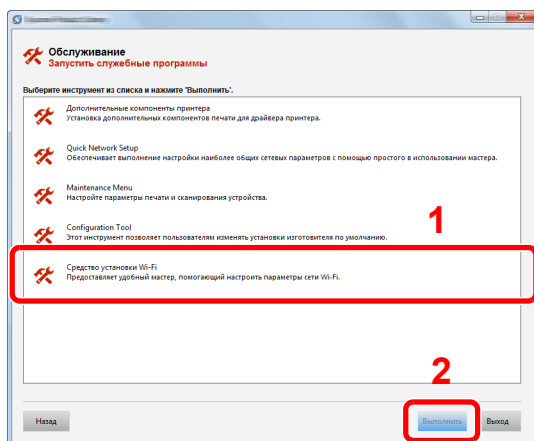 Обслуживание
Запустить служебные программы
Выберите инструмент из списка и нажмите 'Выполнить'.
Дополнительные компоненты принтера
Установка дополнительных компонентов печати для драйвера принтера.
Quick Network Setup
Обеспечивает выполнение настройки наиболее общих сетевых параметров с помощью простого в использовании мастера.
Maintenance Menu
Настройте параметры печати и сканирования устройства.
Configuration Tool
Этот инструмент позволяет пользователям изменять установки изготовителя по умолчанию.
1
Средство установки Wi-Fi
Предоставляет удобный мастер, помогающий настроить параметры сети Wi-Fi.
2
Назад
Выполнить
Выход